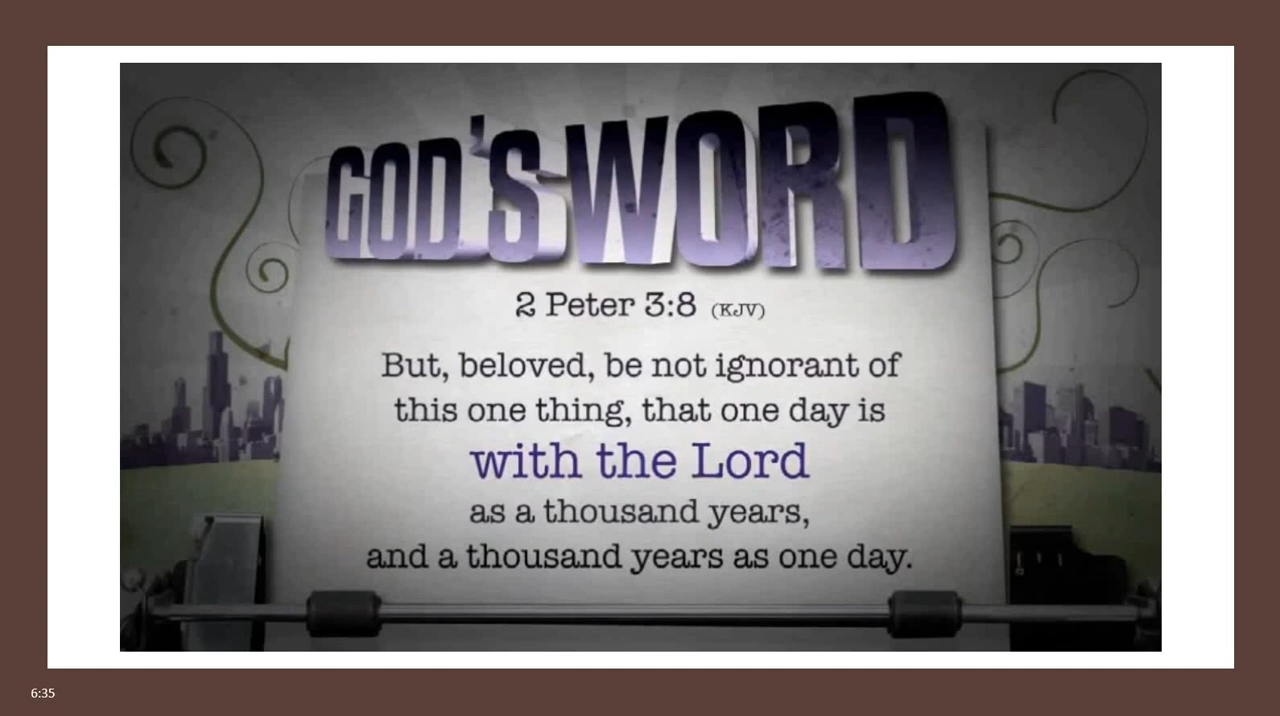 GOD'S WORD
2 Peter 3:8 (KJV)
But, beloved, be not ignorant of
this one thing, that one day is
with the Lord
as a thousand years,
and a thousand years as one day.
6:35